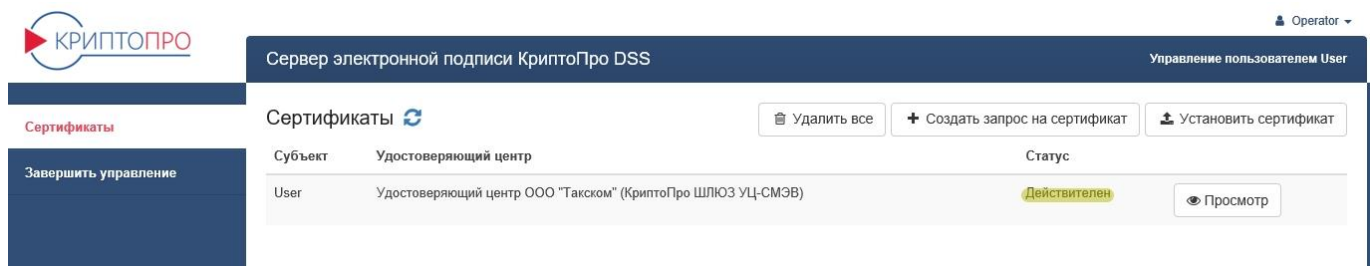 КРИПТОПРО
Operator
Сервер электронной подписи КриптоПро DSS
Управление пользователем User
Сертификаты
Завершить управление
Сертификаты
Удалить все
Создать запрос на сертификат
Установить сертификат
Субъект Удостоверяющий центр Статус
User Удостоверяющий центр ООО "Такском" (КриптоПро ШЛЮЗ УЦ-СМЭВ) Действителен Просмотр